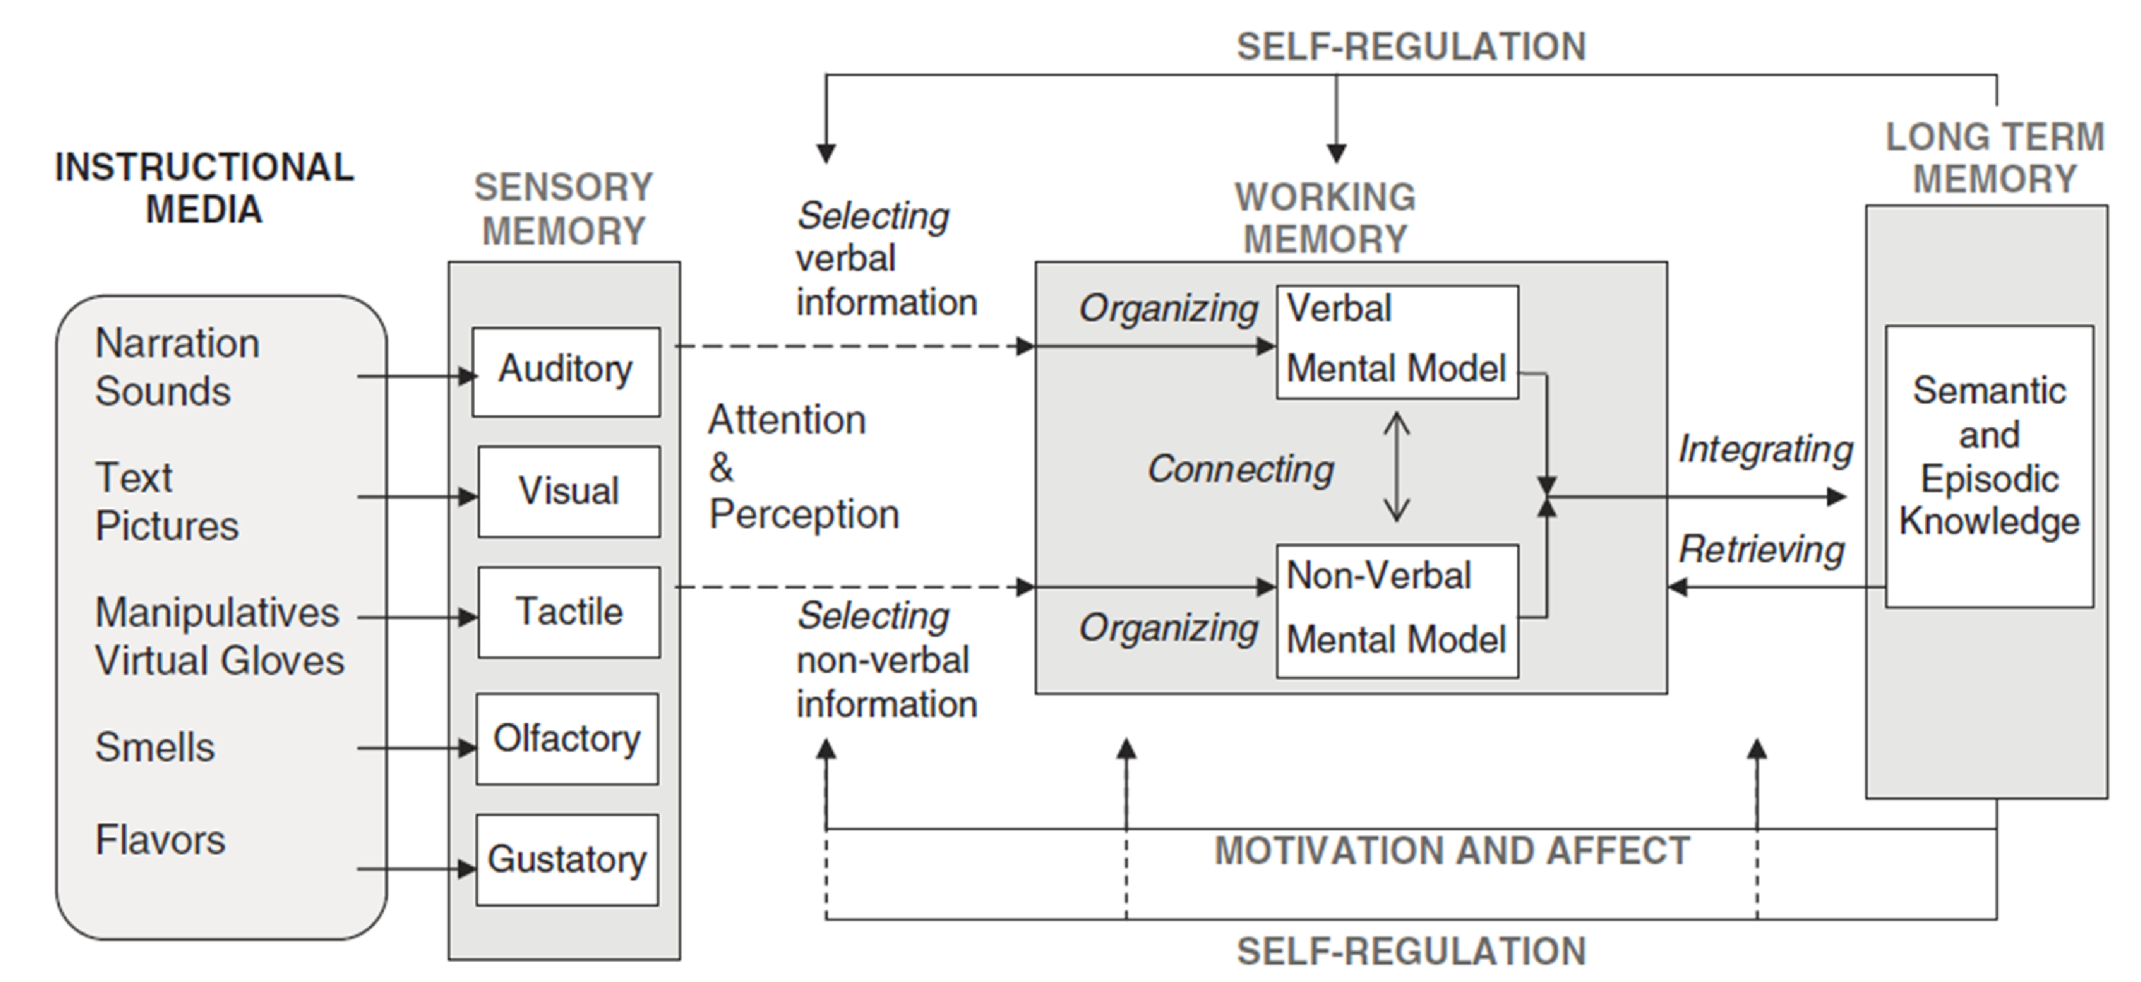 SELF-REGULATION
INSTRUCTIONAL
MEDIA
Narration
Sounds
Text
Pictures
Manipulatives
Virtual Gloves
Smells
Flavors
SENSORY
MEMORY
Auditory
Visual
Tactile
Olfactory
Gustatory
Selecting
verbal
information
Attention
&
Perception
Selecting
non-verbal
information
WORKING
MEMORY
Organizing
Verbal
Mental Model
Connecting
Organizing
Non-Verbal
Mental Model
Integrating
Retrieving
LONG TERM
MEMORY
Semantic
and
Episodic
Knowledge
MOTIVATION AND AFFECT
SELF-REGULATION